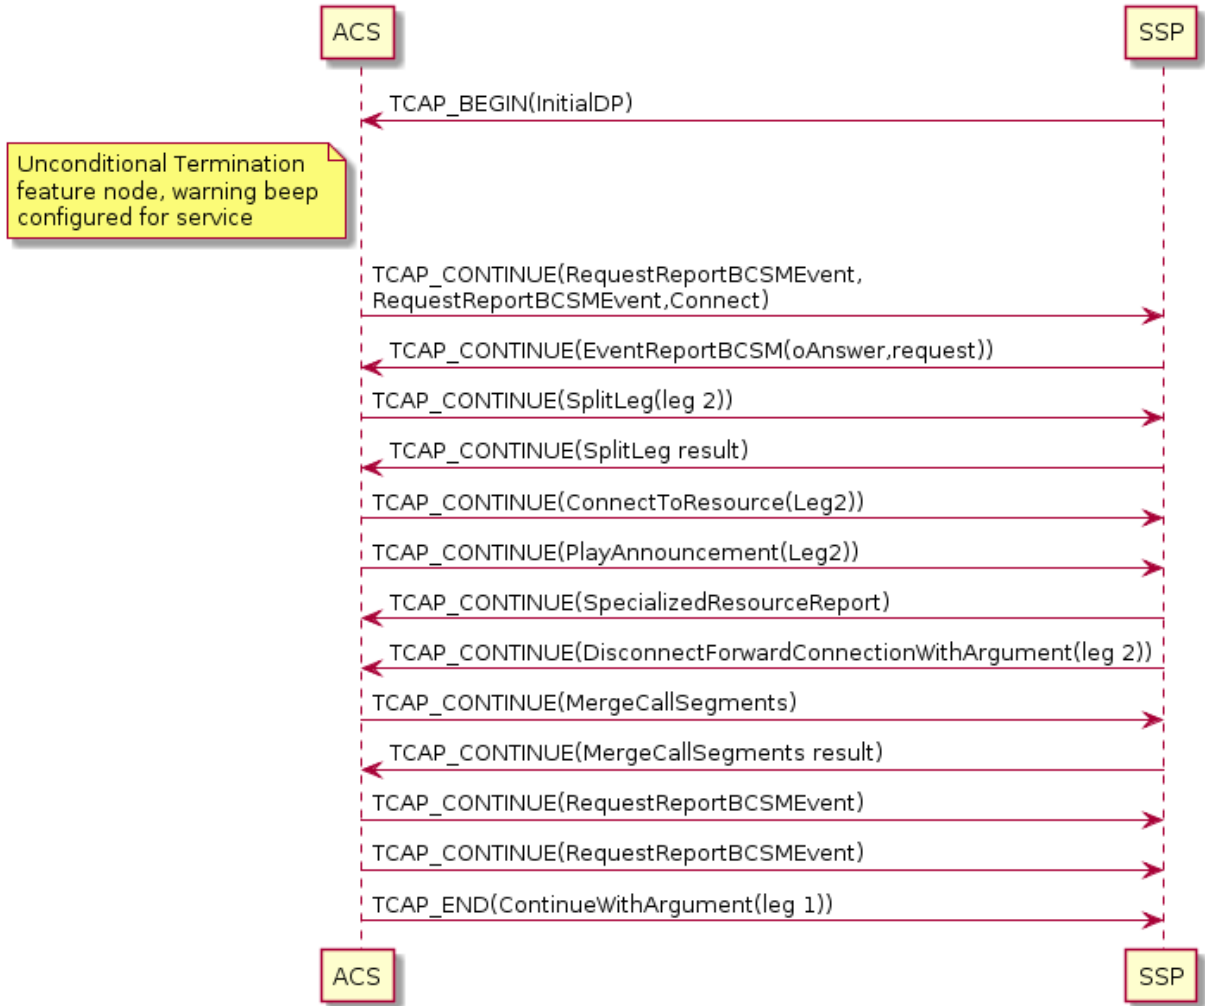 ACS
SSP
TCAP_BEGIN(InitialDP)
Unconditional Termination
feature node, warning beep
configured for service
TCAP_CONTINUE(RequestReportBCSMEvent,
RequestReportBCSMEvent,Connect)
TCAP_CONTINUE(EventReportBCSM(oAnswer,request))
TCAP_CONTINUE(SplitLeg(leg 2))
TCAP_CONTINUE(SplitLeg result)
TCAP_CONTINUE(ConnectToResource(Leg2))
TCAP_CONTINUE(PlayAnnouncement(Leg2))
TCAP_CONTINUE(SpecializedResourceReport)
TCAP_CONTINUE(DisconnectForwardConnectionWithArgument(leg 2))
TCAP_CONTINUE(MergeCallSegments)
TCAP_CONTINUE(MergeCallSegments result)
TCAP_CONTINUE(RequestReportBCSMEvent)
TCAP_CONTINUE(RequestReportBCSMEvent)
TCAP_END(ContinueWithArgument(leg 1))
ACS
SSP